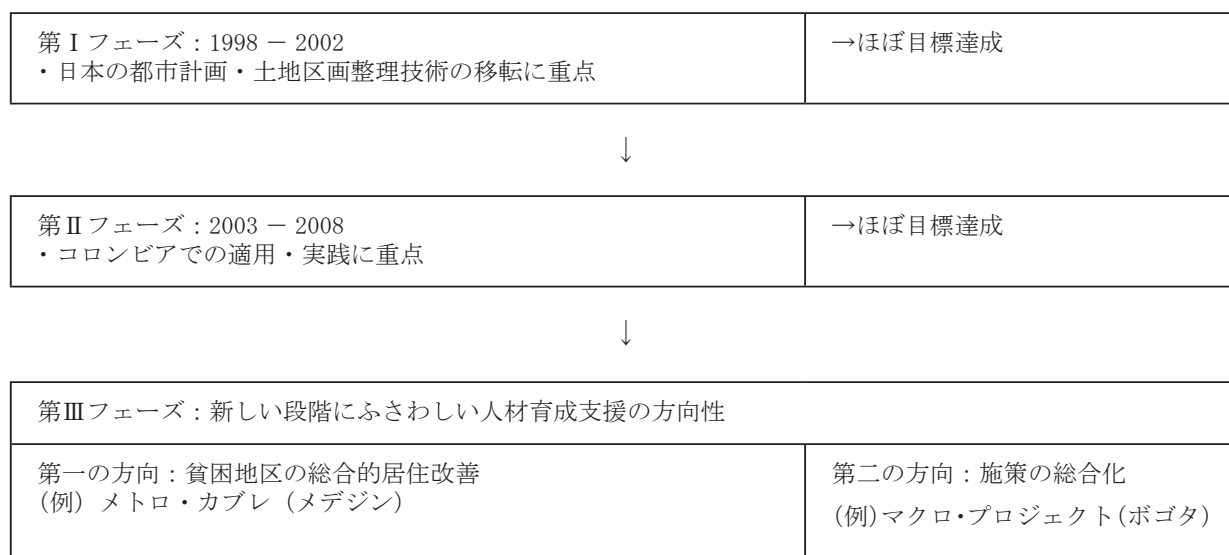 第Ⅰフェーズ：1998 － 2002
・日本の都市計画・土地区画整理技術の移転に重点
→ほぼ目標達成
↓
第Ⅱフェーズ：2003 － 2008
・コロンビアでの適用・実践に重点
→ほぼ目標達成
↓
第Ⅲフェーズ：新しい段階にふさわしい人材育成支援の方向性
第一の方向：貧困地区の総合的居住改善
（例）メトロ・カブレ（メデジン）
第二の方向：施策の総合化
（例）マクロ・プロジェクト（ボゴタ）